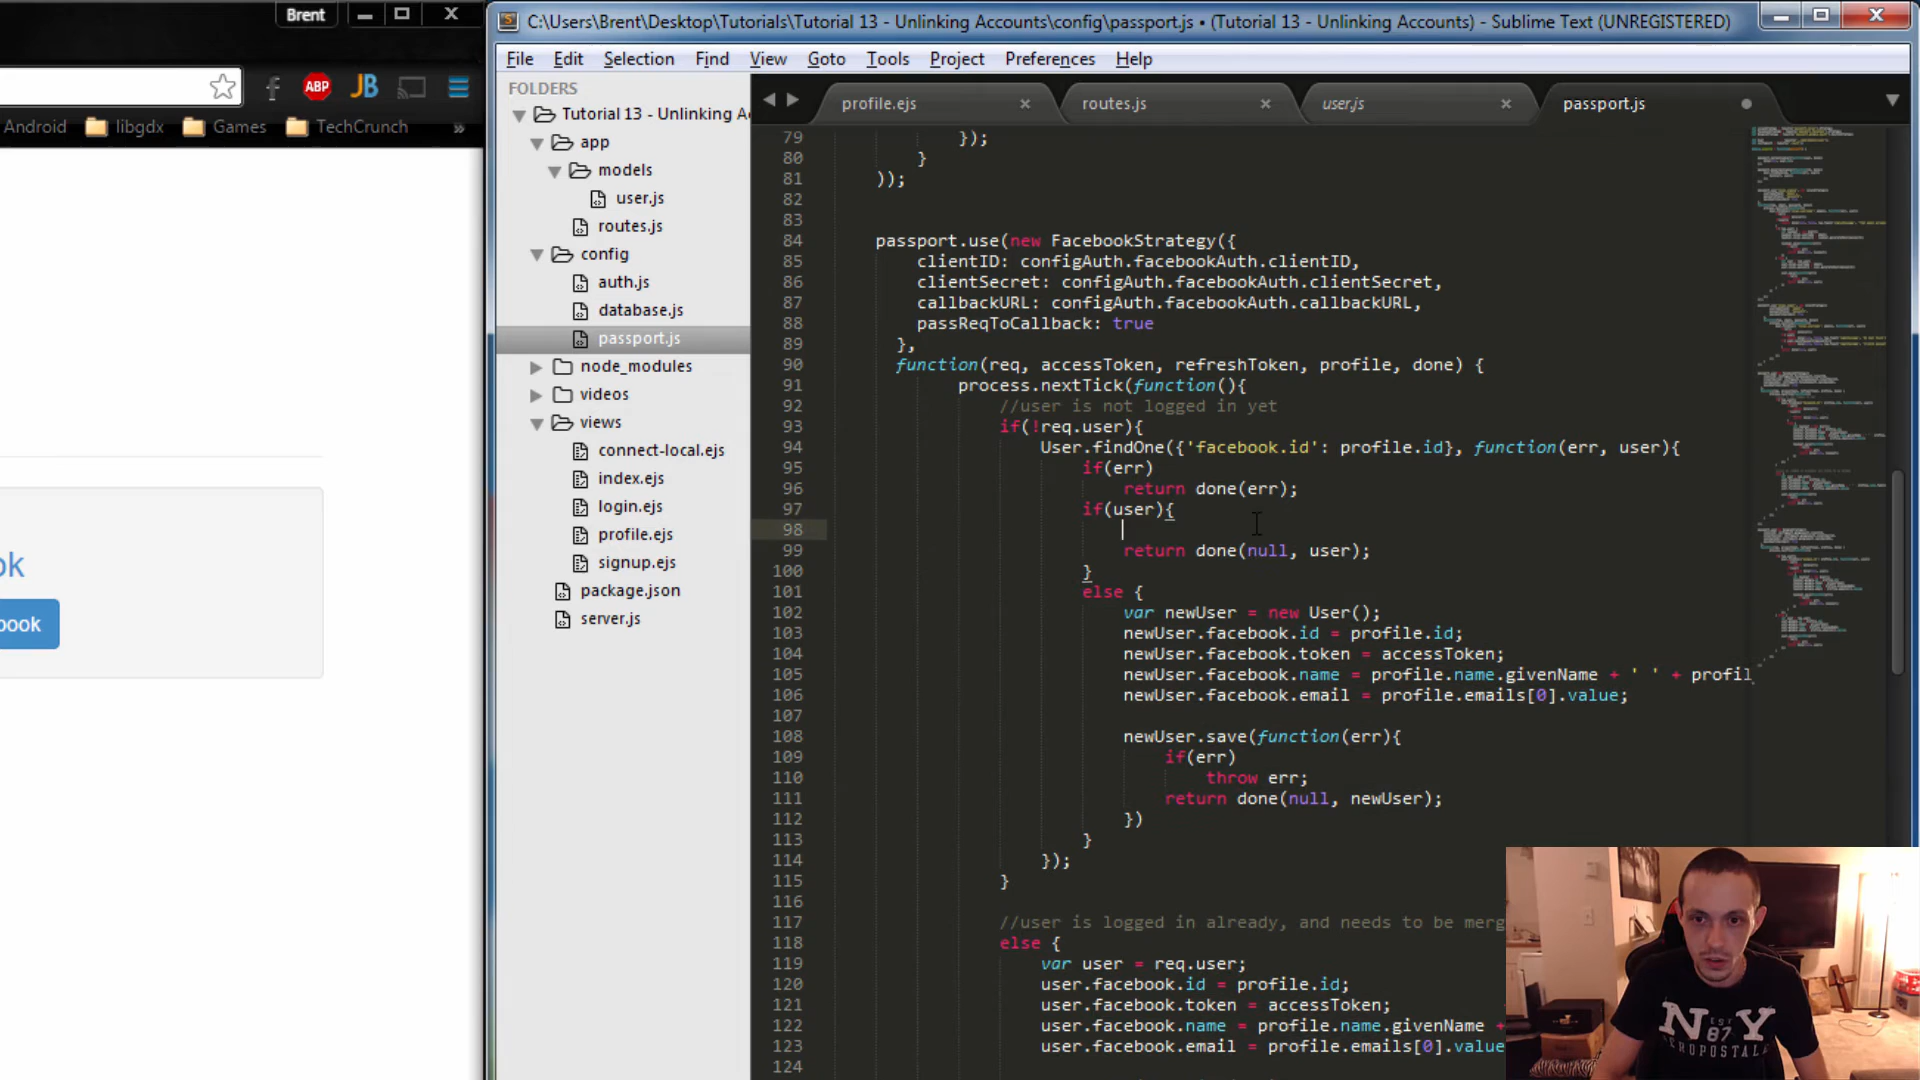 Brent
C:\Users\Brent\Desktop\Tutorials\Tutorial 13 - Unlinking Accounts\config\passport.js • (Tutorial 13 - Unlinking Accounts) - Sublime Text (UNREGISTERED)
File Edit Selection Find View Goto Tools Project Preferences Help
ABP JB
Android libgdx Games TechCrunch »
ok
book
FOLDERS
Tutorial 13 - Unlinking A
app
models
user.js
routes.js
config
auth.js
database.js
passport.js
node_modules
videos
views
connect-local.ejs
index.ejs
login.ejs
profile.ejs
signup.ejs
package.json
server.js
profile.ejs routes.js user.js passport.js
79 });
80 }
81 ));
82
83
84 passport.use(new FacebookStrategy({
85 clientID: configAuth.facebookAuth.clientID,
86 clientSecret: configAuth.facebookAuth.clientSecret,
87 callbackURL: configAuth.facebookAuth.callbackURL,
88 passReqToCallback: true
89 },
90 function(req, accessToken, refreshToken, profile, done) {
91 process.nextTick(function(){
92 //user is not logged in yet
93 if(!req.user){
94 User.findOne({'facebook.id': profile.id}, function(err, user){
95 if(err)
96 return done(err);
97 if(user){
98
99 return done(null, user);
100 }
101 else {
102 var newUser = new User();
103 newUser.facebook.id = profile.id;
104 newUser.facebook.token = accessToken;
105 newUser.facebook.name = profile.name.givenName + ' ' + profil
106 newUser.facebook.email = profile.emails[0].value;
107
108 newUser.save(function(err){
109 if(err)
110 throw err;
111 return done(null, newUser);
112 })
113 }
114 });
115 }
116
117 //user is logged in already, and needs to be merg
118 else {
119 var user = req.user;
120 user.facebook.id = profile.id;
121 user.facebook.token = accessToken;
122 user.facebook.name = profile.name.givenName +
123 user.facebook.email = profile.emails[0].value
124
NY
EST
87
AEROPOSTALE